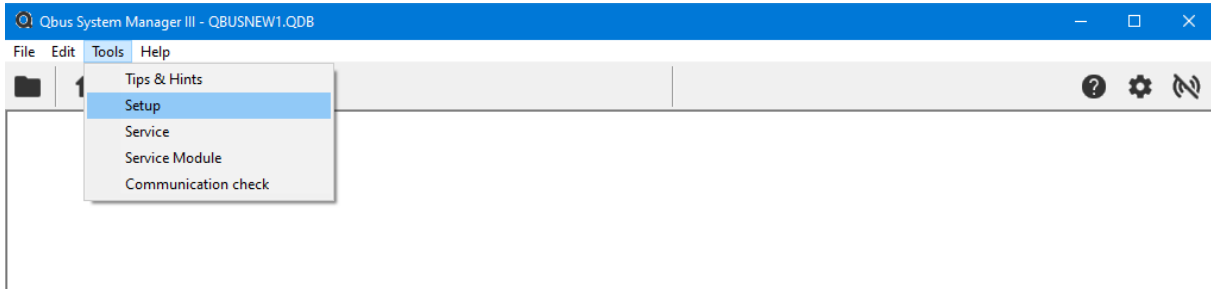 Qbus System Manager III - QBUSNEW1.QDB
File Edit Tools Help
Tips & Hints
Setup
Service
Service Module
Communication check